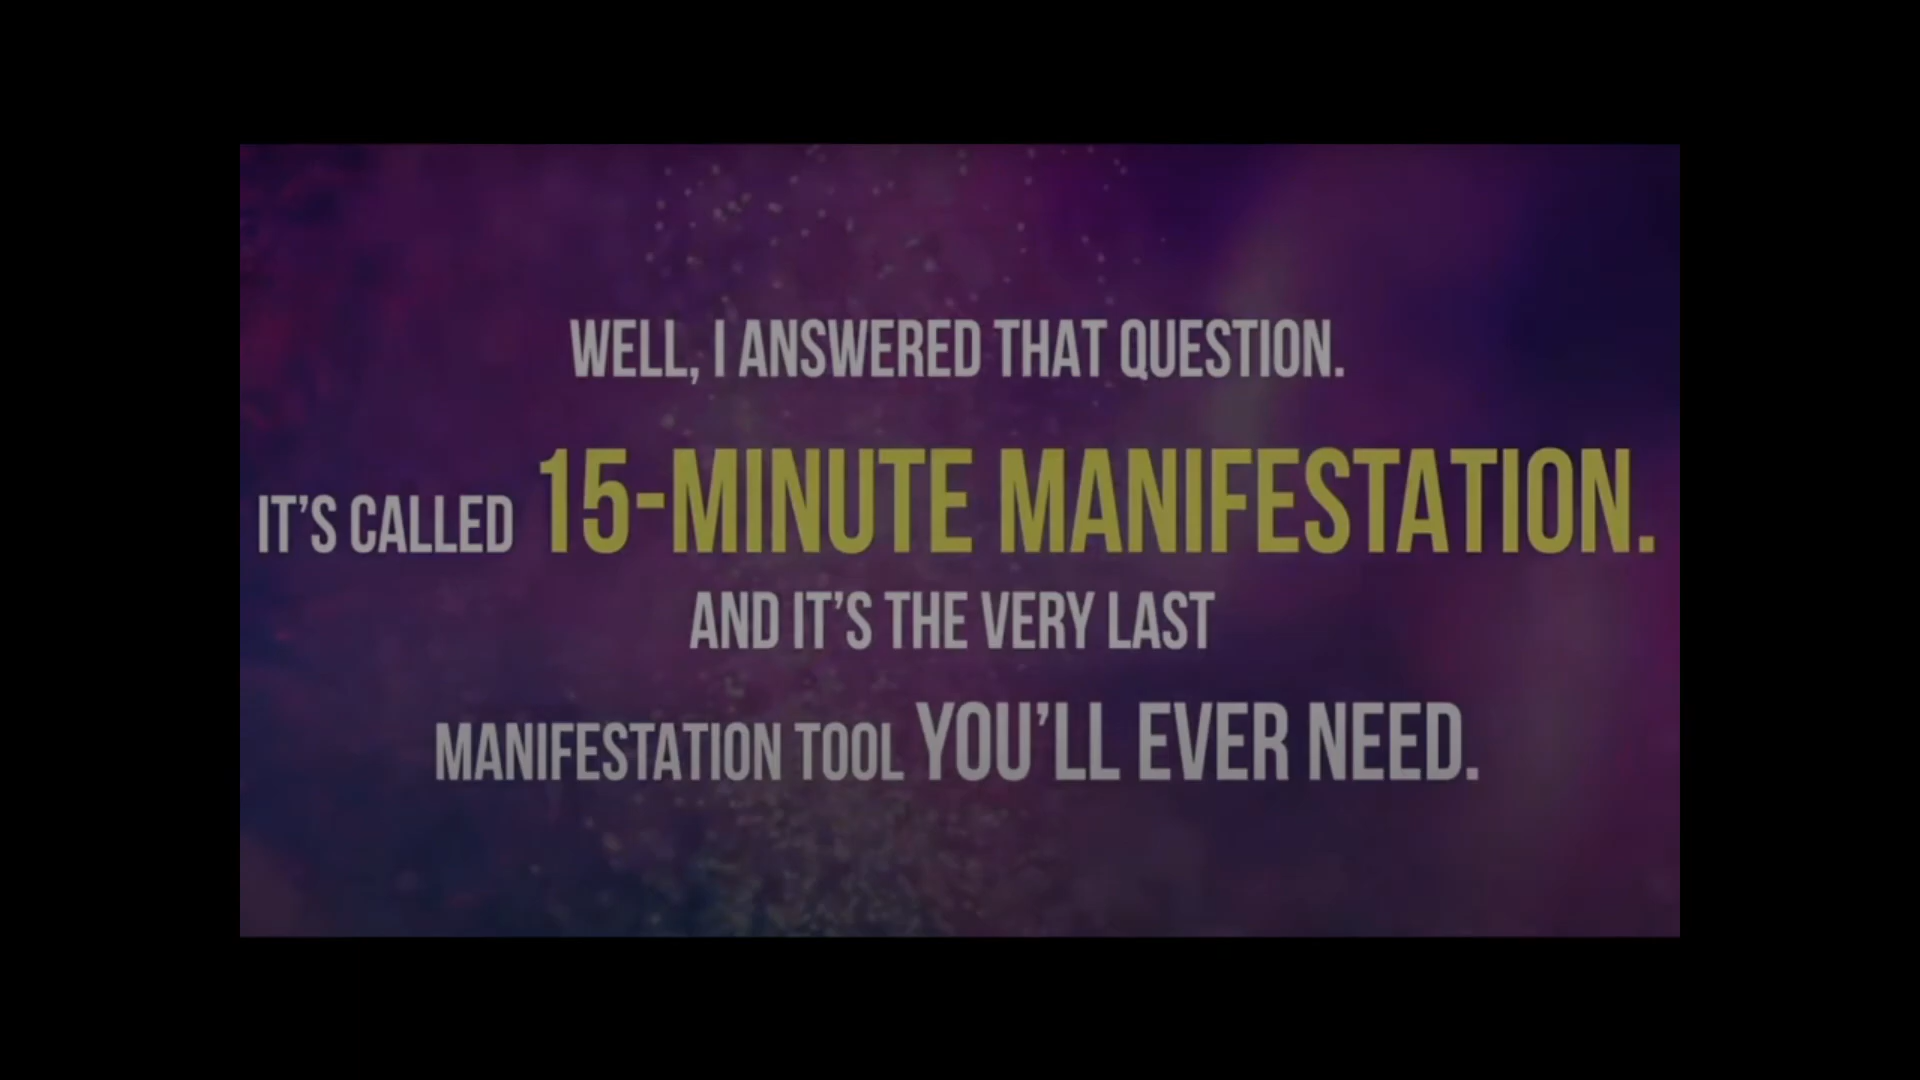 WELL, I ANSWERED THAT QUESTION.
IT'S CALLED 15-MINUTE MANIFESTATION.
AND IT'S THE VERY LAST
MANIFESTATION TOOL YOU'LL EVER NEED.